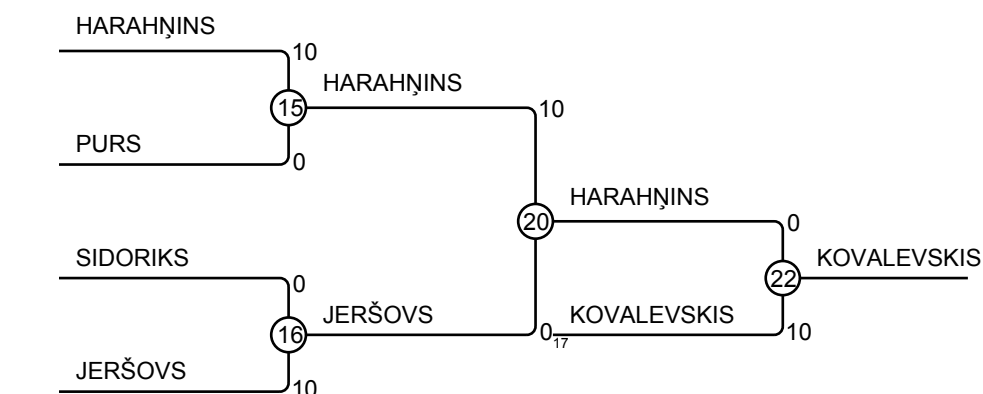 HARAHŅINS
10
HARAHŅINS
15
10
PURS
0
HARAHŅINS
20
0
SIDORIKS
KOVALEVSKIS
0
22
JERŠOVS
KOVALEVSKIS
16
0
17
10
JERŠOVS
10